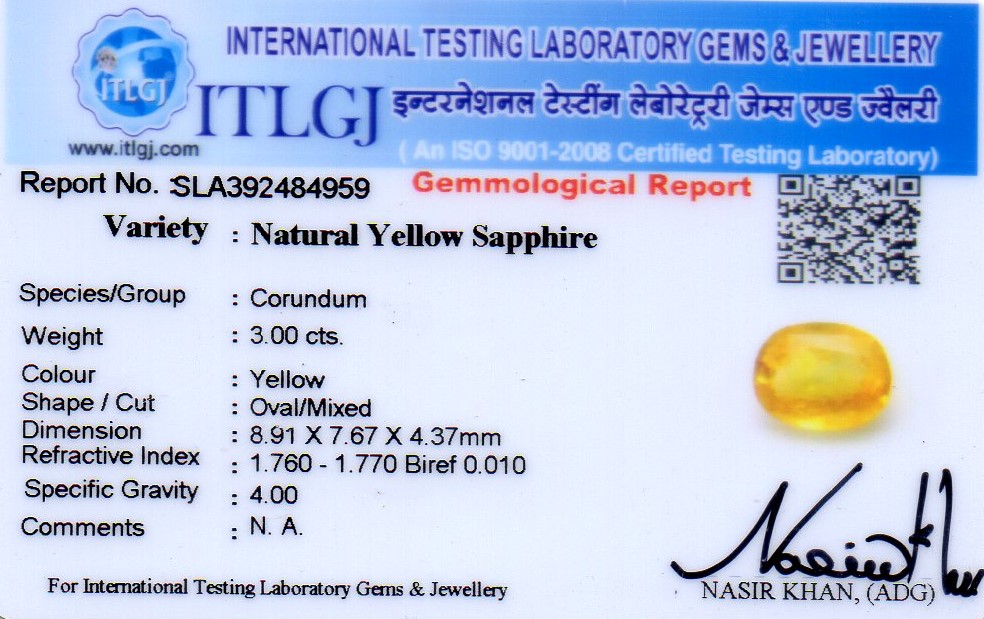 INTERNATIONAL TESTING LABORATORY GEMS & JEWELLERY
ITLGJ
ITLGJ
इन्टरनेशनल टेस्टींग लेबोरेट्ररी जेम्स एण्ड ज्वैलरी
www.itlgj.com
( An ISO 9001-2008 Certified Testing Laboratory)
Report No. :SLA392484959
Gemmological Report
Variety : Natural Yellow Sapphire
Species/Group : Corundum
Weight : 3.00 cts.
Colour : Yellow
Shape / Cut : Oval/Mixed
Dimension : 8.91 X 7.67 X 4.37mm
Refractive Index : 1.760 - 1.770 Biref 0.010
Specific Gravity : 4.00
Comments : N. A.
For International Testing Laboratory Gems & Jewellery
NASIR KHAN, (ADG)